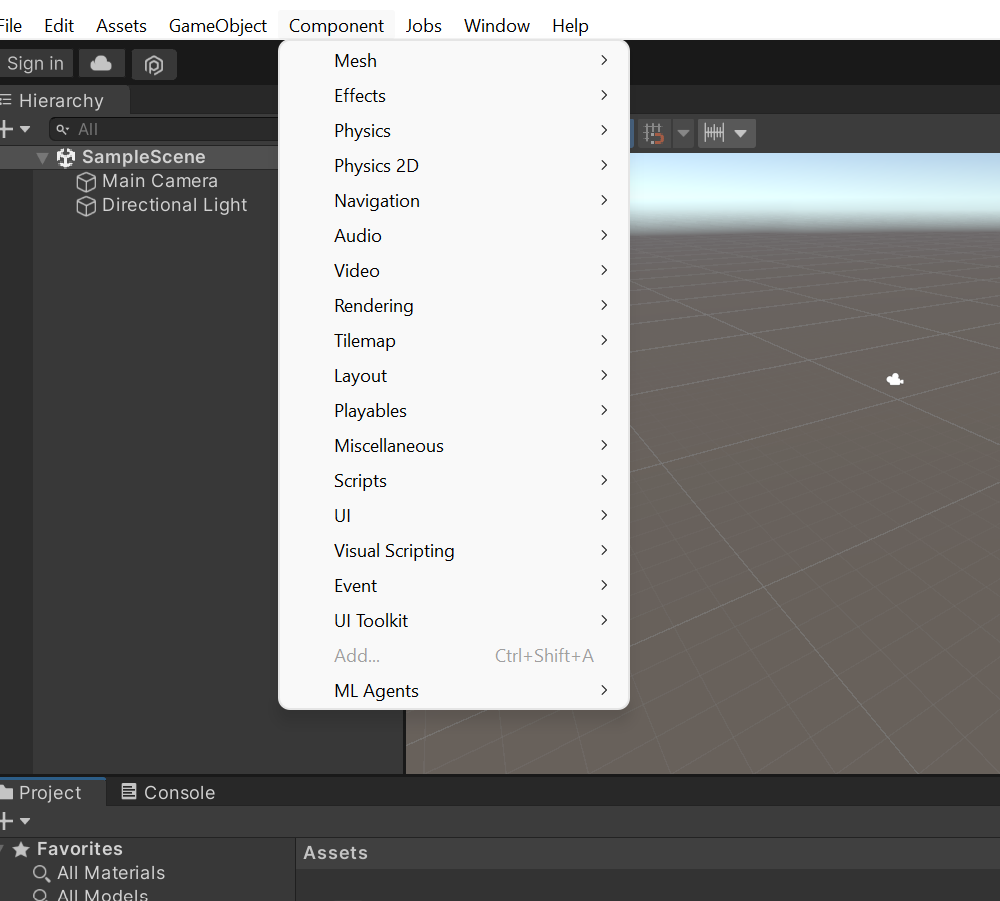 File Edit Assets GameObject Component Jobs Window Help
Sign in
Hierarchy
All
SampleScene
Main Camera
Directional Light
Mesh
Effects
Physics
Physics 2D
Navigation
Audio
Video
Rendering
Tilemap
Layout
Playables
Miscellaneous
Scripts
UI
Visual Scripting
Event
UI Toolkit
Add... Ctrl+Shift+A
ML Agents
Project Console
Favorites
All Materials
All Models
Assets